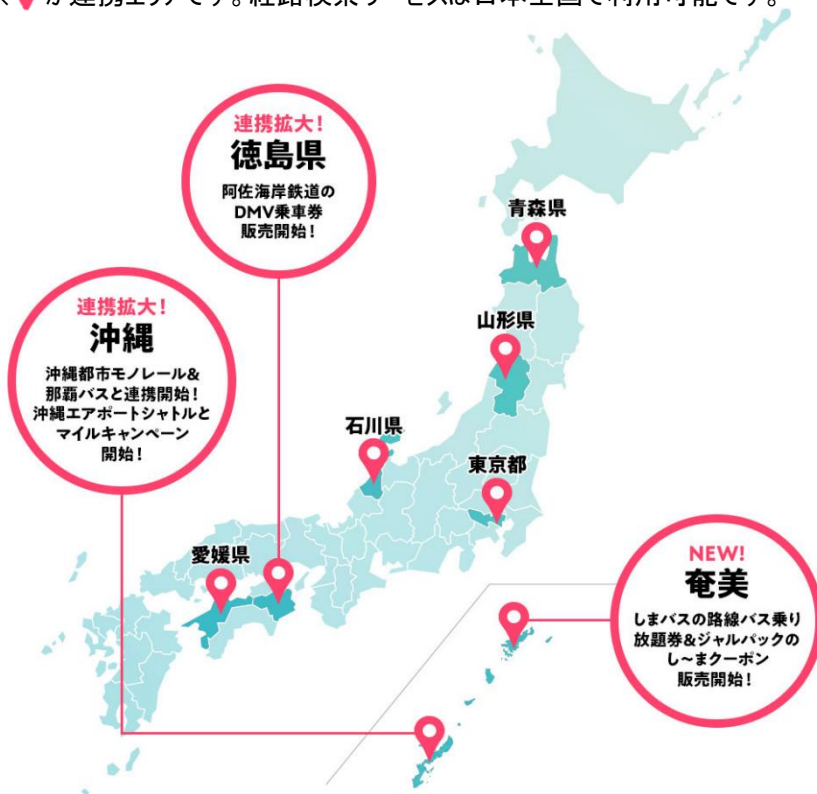 が連携エリアです。経路検索サービスは日本全国で利用可能です。
連携拡大!
徳島県
阿佐海岸鉄道の
DMV乗車券
販売開始!
青森県
連携拡大!
沖縄
沖縄都市モノレール&
那覇バスと連携開始!
沖縄エアポートシャトルと
マイルキャンペーン
開始!
山形県
石川県
東京都
愛媛県
NEW!
奄美
しまバスの路線バス乗り
放題券&ジャルパックの
し~まクーポン
販売開始!